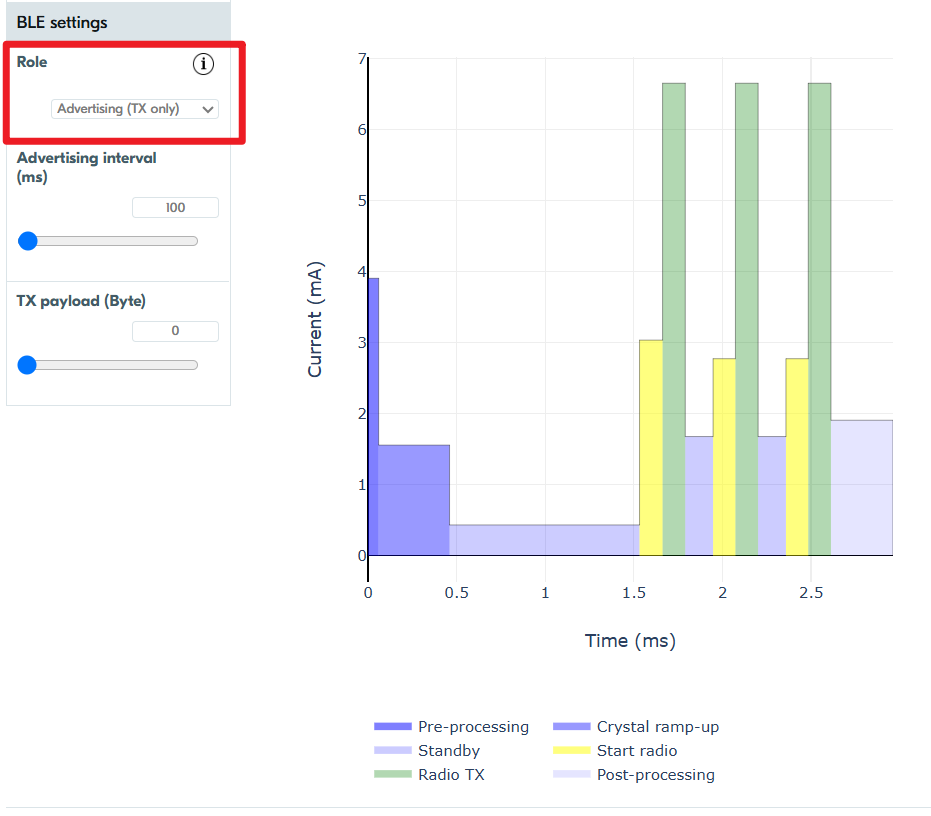 BLE settings
Role
i
Advertising (TX only)
Advertising interval
(ms)
100
TX payload (Byte)
0
7
6
5
4
3
2
1
0
Current (mA)
0 0.5 1 1.5 2 2.5
Time (ms)
Pre-processing Crystal ramp-up
Standby Start radio
Radio TX Post-processing